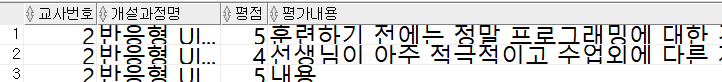 교사번호 개설과정명 평점 평가내용
1 2 반응형 UI... 5 훈련하기 전에는 정말 프로그래밍에 대한
2 2 반응형 UI... 4 선생님이 아주 적극적이고 수업외에 다른
3 2 반응형 UI... 5 내용